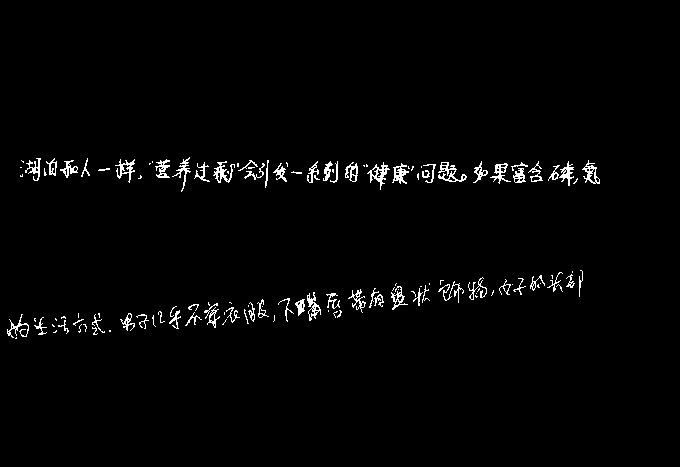 湖泊和人一样，“营养过剩”会引发一系列的“健康”问题。如果富含磷，氮
的生活方式．男子几乎不穿衣服，下嘴唇带有盘状饰物，女子的头部